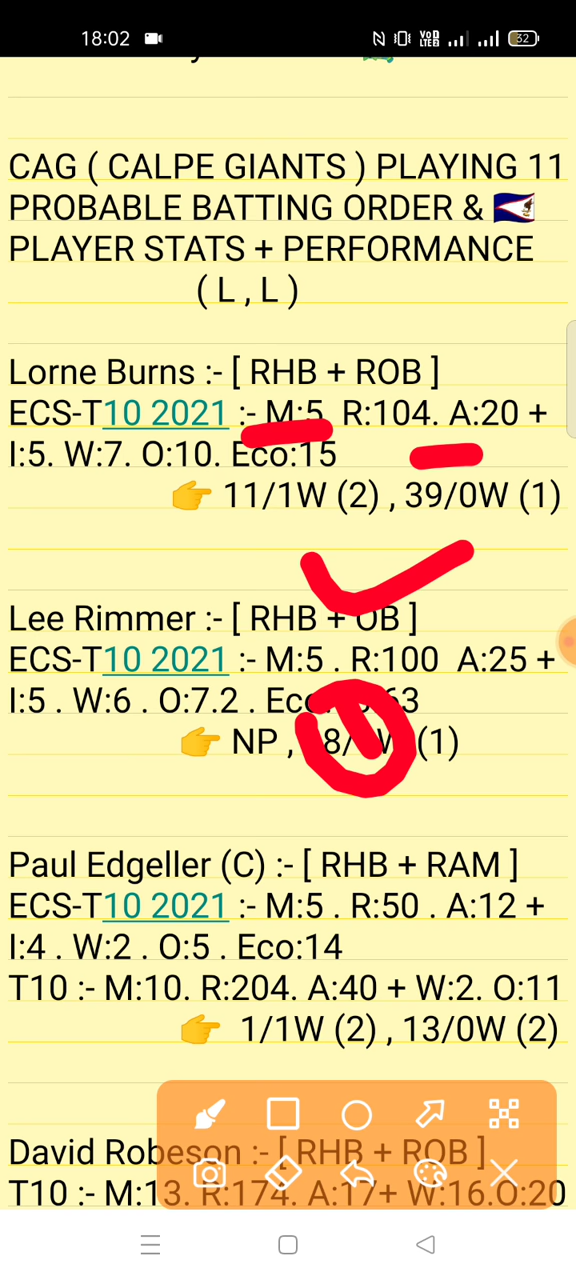 18:02
VoD LTE2
32
CAG ( CALPE GIANTS ) PLAYING 11
PROBABLE BATTING ORDER & 🇦🇸
PLAYER STATS + PERFORMANCE
( L , L )
Lorne Burns :- [ RHB + ROB ]
ECS-T10 2021 :- M:5. R:104. A:20 +
I:5. W:7. O:10. Eco:15
👉 11/1W (2) , 39/0W (1)
Lee Rimmer :- [ RHB + OB ]
ECS-T10 2021 :- M:5 . R:100 A:25 +
I:5 . W:6 . O:7.2 .
👉 NP , (1)
Paul Edgeller (C) :- [ RHB + RAM ]
ECS-T10 2021 :- M:5 . R:50 . A:12 +
I:4 . W:2 . O:5 . Eco:14
T10 :- M:10. R:204. A:40 + W:2. O:11
👉 1/1W (2) , 13/0W (2)
David Robeson :- [ RHB + ROB ]
T10 :- M:13. R:174. A:17+ W:16.O:20